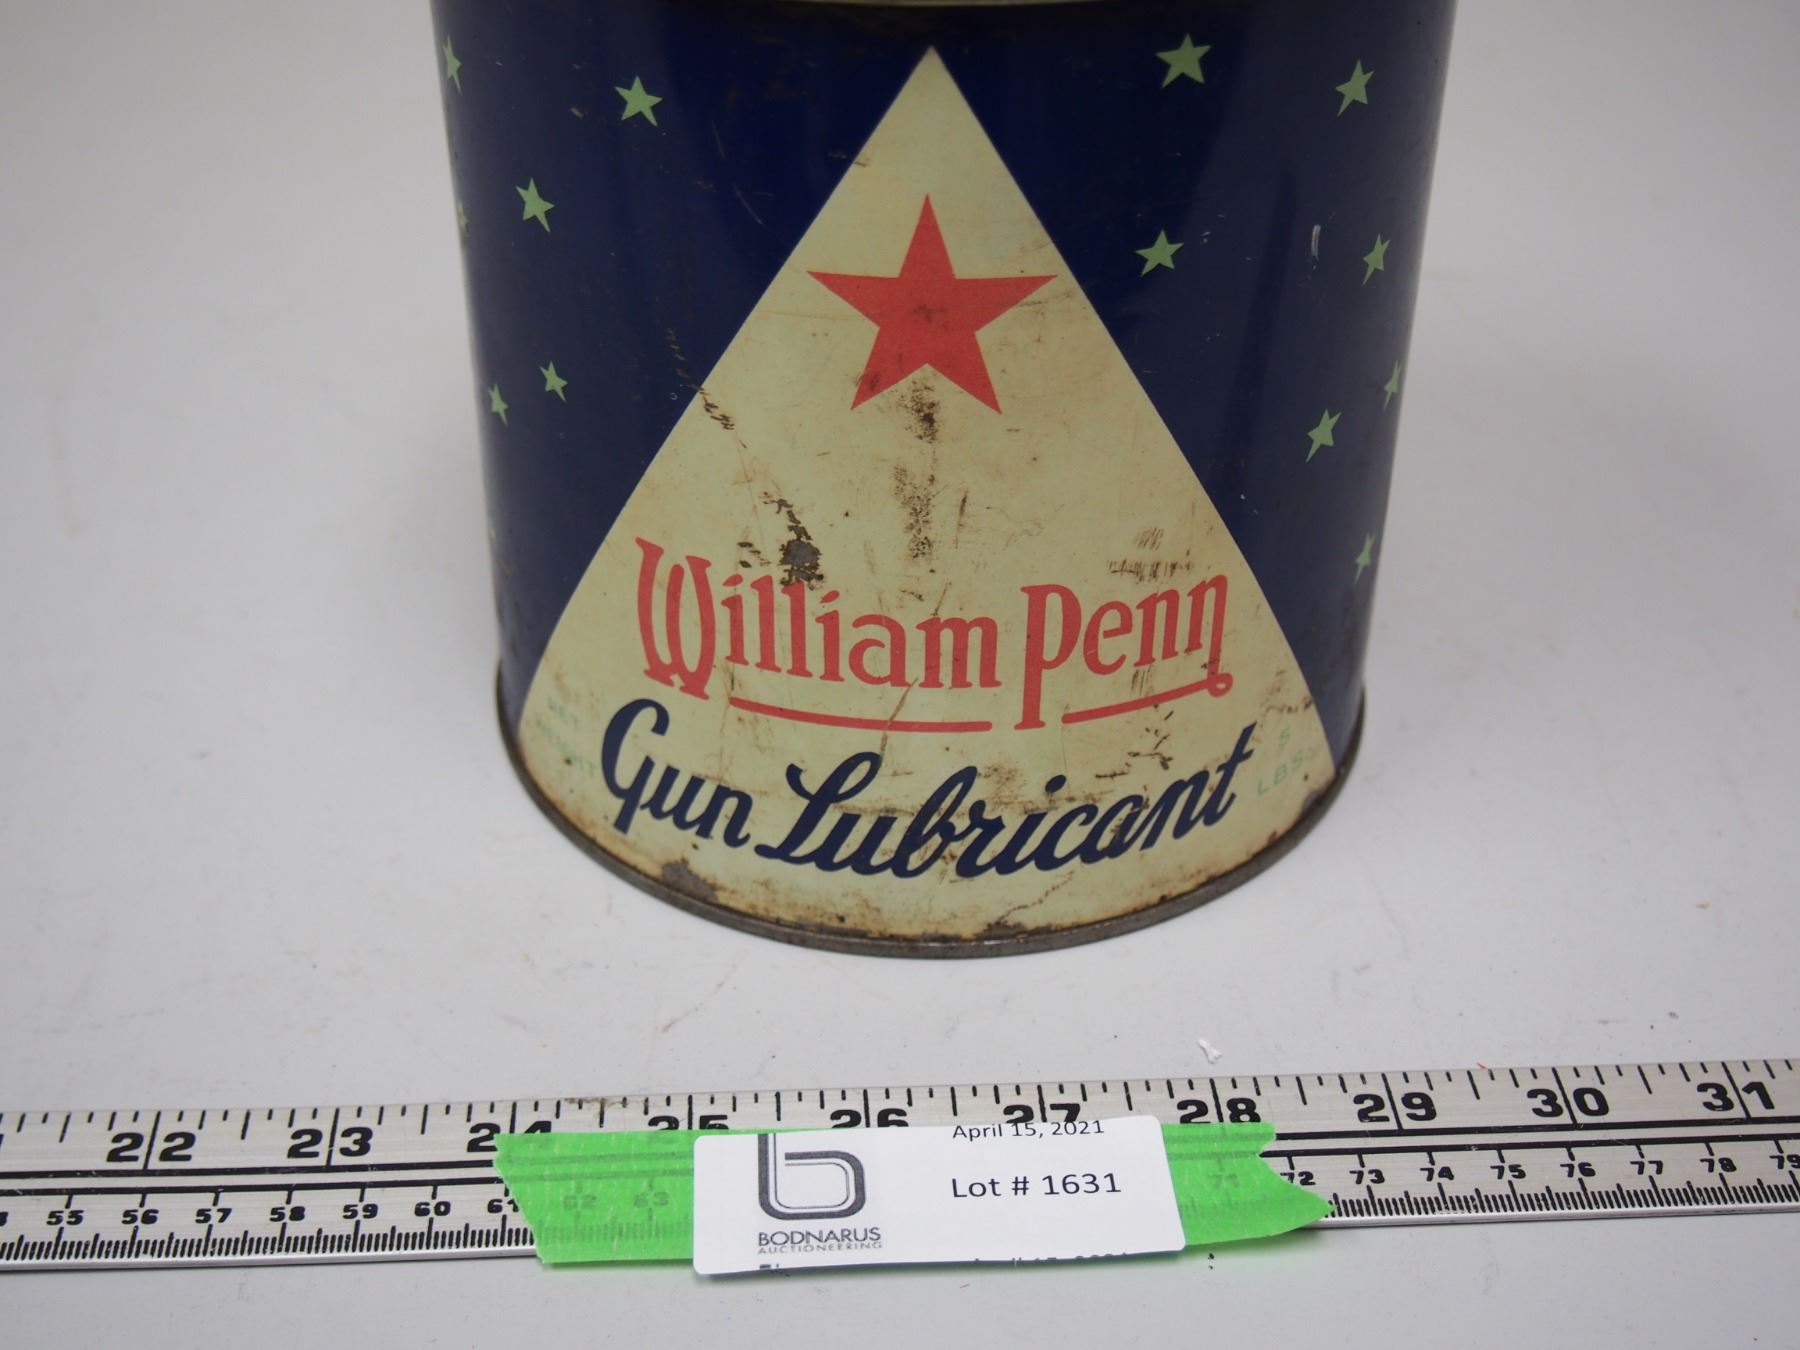 William Penn
Gun Lubricant
NET
WEIGHT
5
LBS.
22 23 24 25 26 27 28 29 30 31
April 15, 2021
Lot # 1631
BODNARUS
AUCTIONEERING
55 56 57 58 59 60 61 62 63 71 72 73 74 75 76 77 78 79